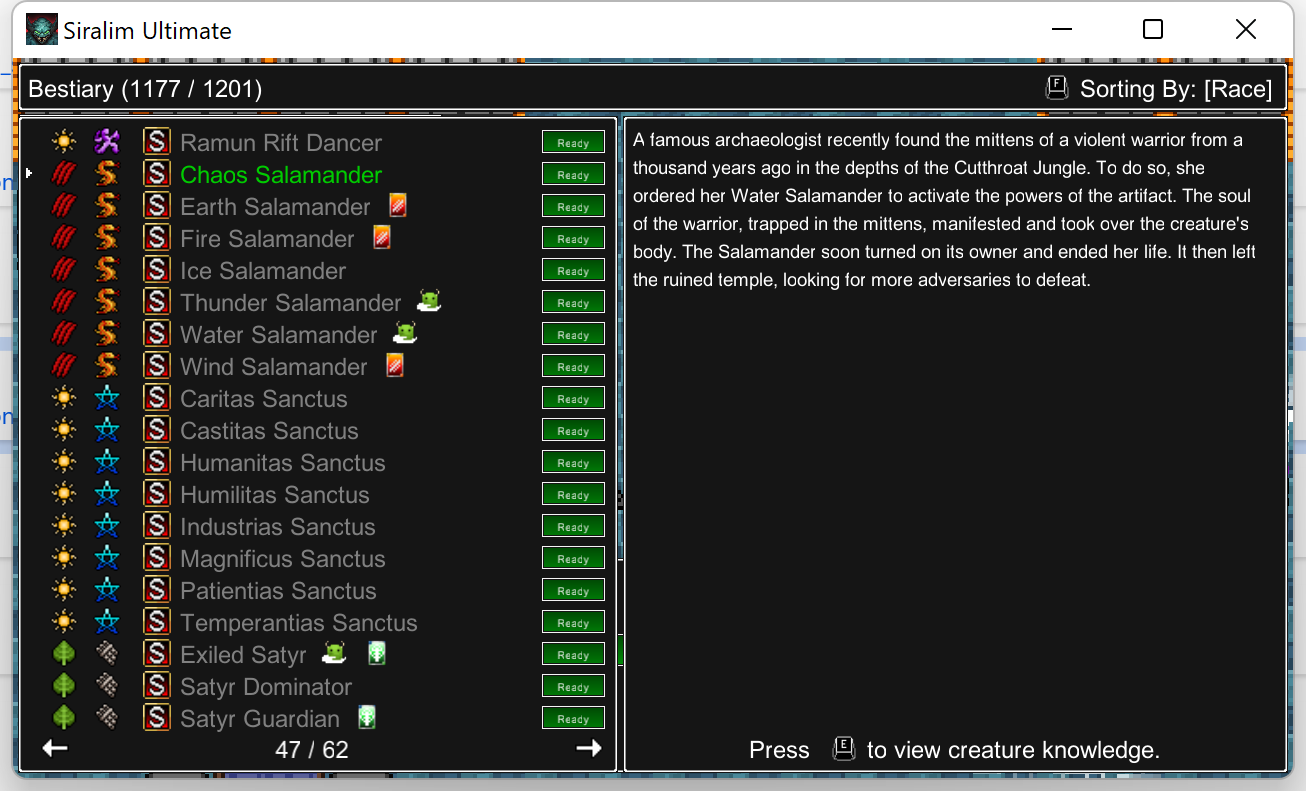 Siralim Ultimate
Bestiary (1177 / 1201)
F Sorting By: [Race]
S Ramun Rift Dancer Ready
S Chaos Salamander Ready
S Earth Salamander Ready
S Fire Salamander Ready
S Ice Salamander Ready
S Thunder Salamander Ready
S Water Salamander Ready
S Wind Salamander Ready
S Caritas Sanctus Ready
S Castitas Sanctus Ready
S Humanitas Sanctus Ready
S Humilitas Sanctus Ready
S Industrias Sanctus Ready
S Magnificus Sanctus Ready
S Patientias Sanctus Ready
S Temperantias Sanctus Ready
S Exiled Satyr Ready
S Satyr Dominator Ready
S Satyr Guardian Ready
47 / 62
A famous archaeologist recently found the mittens of a violent warrior from a
thousand years ago in the depths of the Cutthroat Jungle. To do so, she
ordered her Water Salamander to activate the powers of the artifact. The soul
of the warrior, trapped in the mittens, manifested and took over the creature's
body. The Salamander soon turned on its owner and ended her life. It then left
the ruined temple, looking for more adversaries to defeat.
Press E to view creature knowledge.